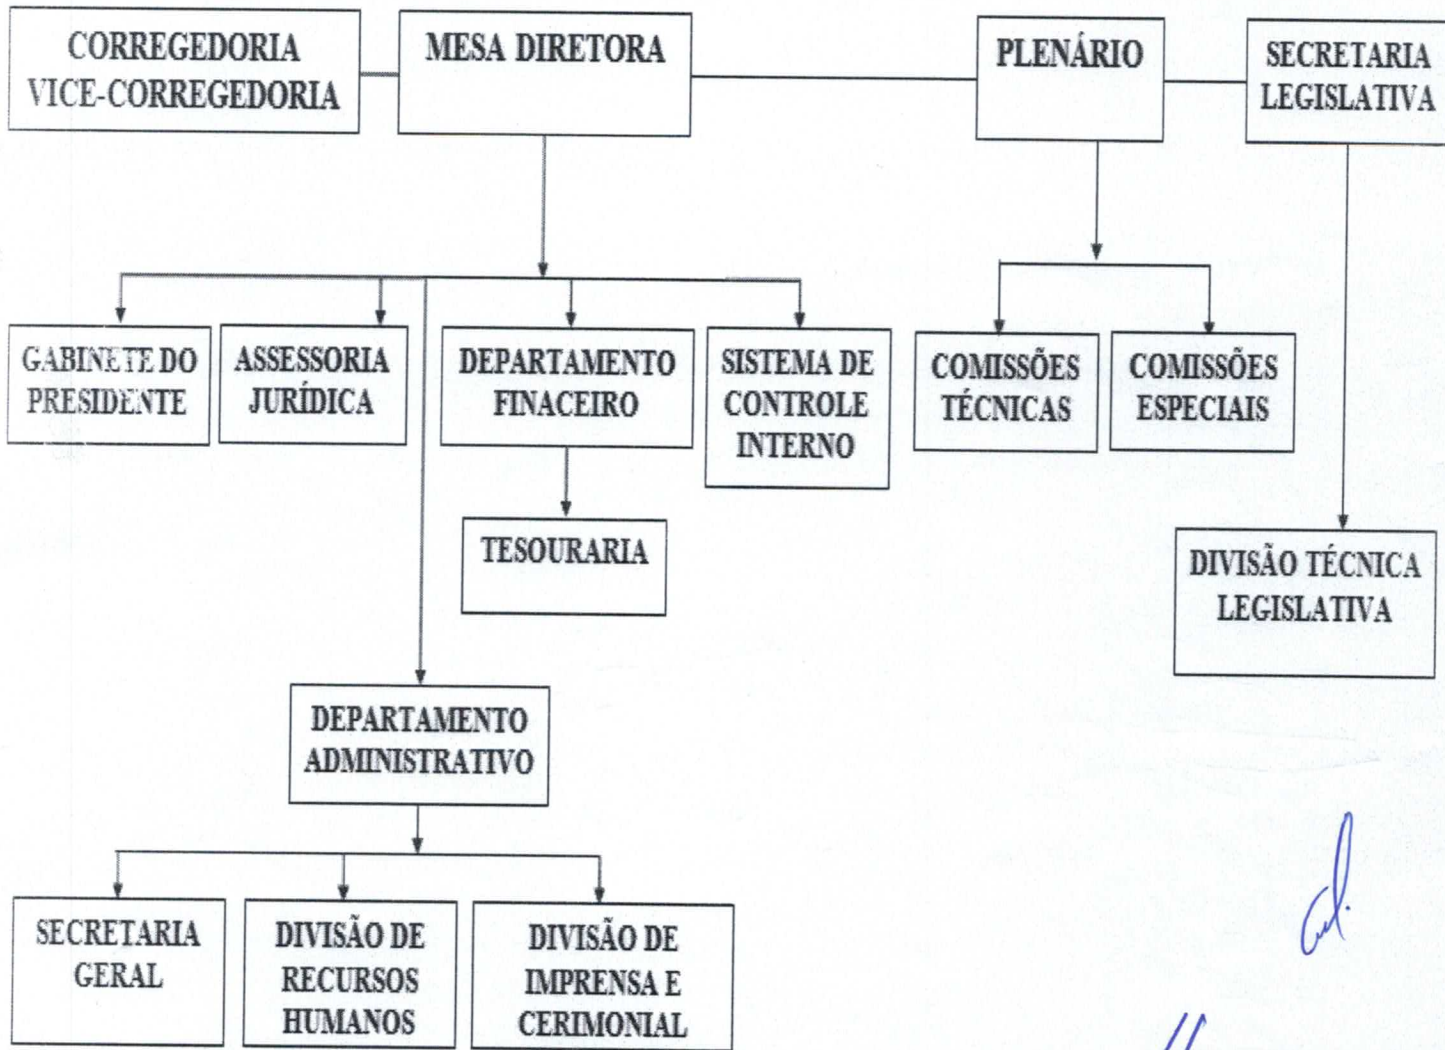 CORREGEDORIA
VICE-CORREGEDORIA
MESA DIRETORA
PLENÁRIO
SECRETARIA
LEGISLATIVA
GABINETE DO
PRESIDENTE
ASSESSORIA
JURÍDICA
DEPARTAMENTO
FINACEIRO
SISTEMA DE
CONTROLE
INTERNO
COMISSÕES
TÉCNICAS
COMISSÕES
ESPECIAIS
TESOURARIA
DIVISÃO TÉCNICA
LEGISLATIVA
DEPARTAMENTO
ADMINISTRATIVO
SECRETARIA
GERAL
DIVISÃO DE
RECURSOS
HUMANOS
DIVISÃO DE
IMPRENSA E
CERIMONIAL